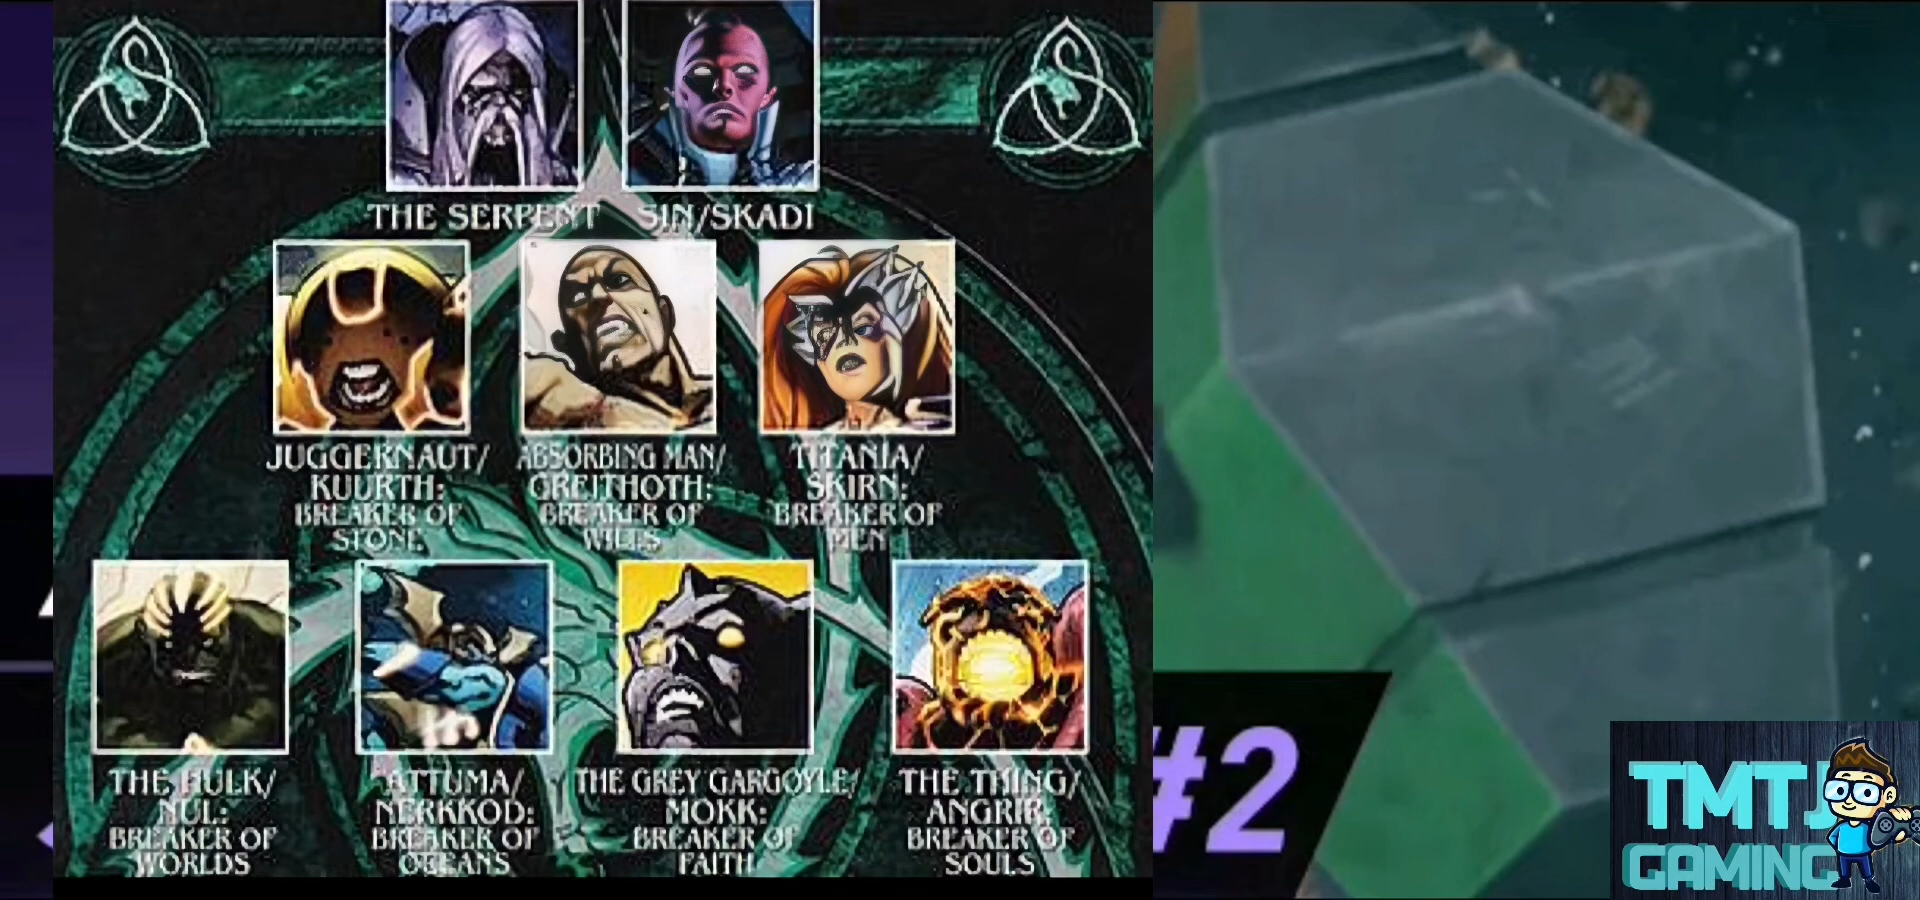 THE SERPENT
SIN/SKADI
JUGGERNAUT/
KUURTH:
BREAKER OF
STONE
ABSORBING MAN/
GREITHOTH:
BREAKER OF
WILLS
TITANIA/
SKIRN:
BREAKER OF
MEN
THE HULK/
NUL:
BREAKER OF
WORLDS
ATTUMA/
NERKKOD:
BREAKER OF
OCEANS
THE GREY GARGOYLE/
MOKK:
BREAKER OF
FAITH
THE THING/
ANGRIR:
BREAKER OF
SOULS
#2
TMTJ
GAMING